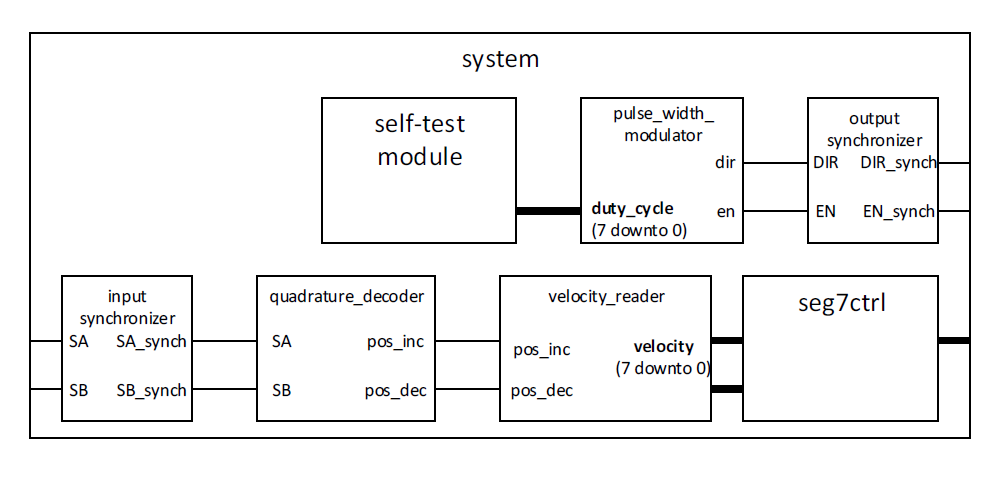 system
self-test
module
pulse_width_
modulator
dir
duty_cycle
en
(7 downto 0)
output
synchronizer
DIR DIR_synch
EN EN_synch
input
synchronizer
SA SA_synch
SB SB_synch
quadrature_decoder
SA pos_inc
SB pos_dec
velocity_reader
pos_inc velocity
(7 downto 0)
pos_dec
seg7ctrl